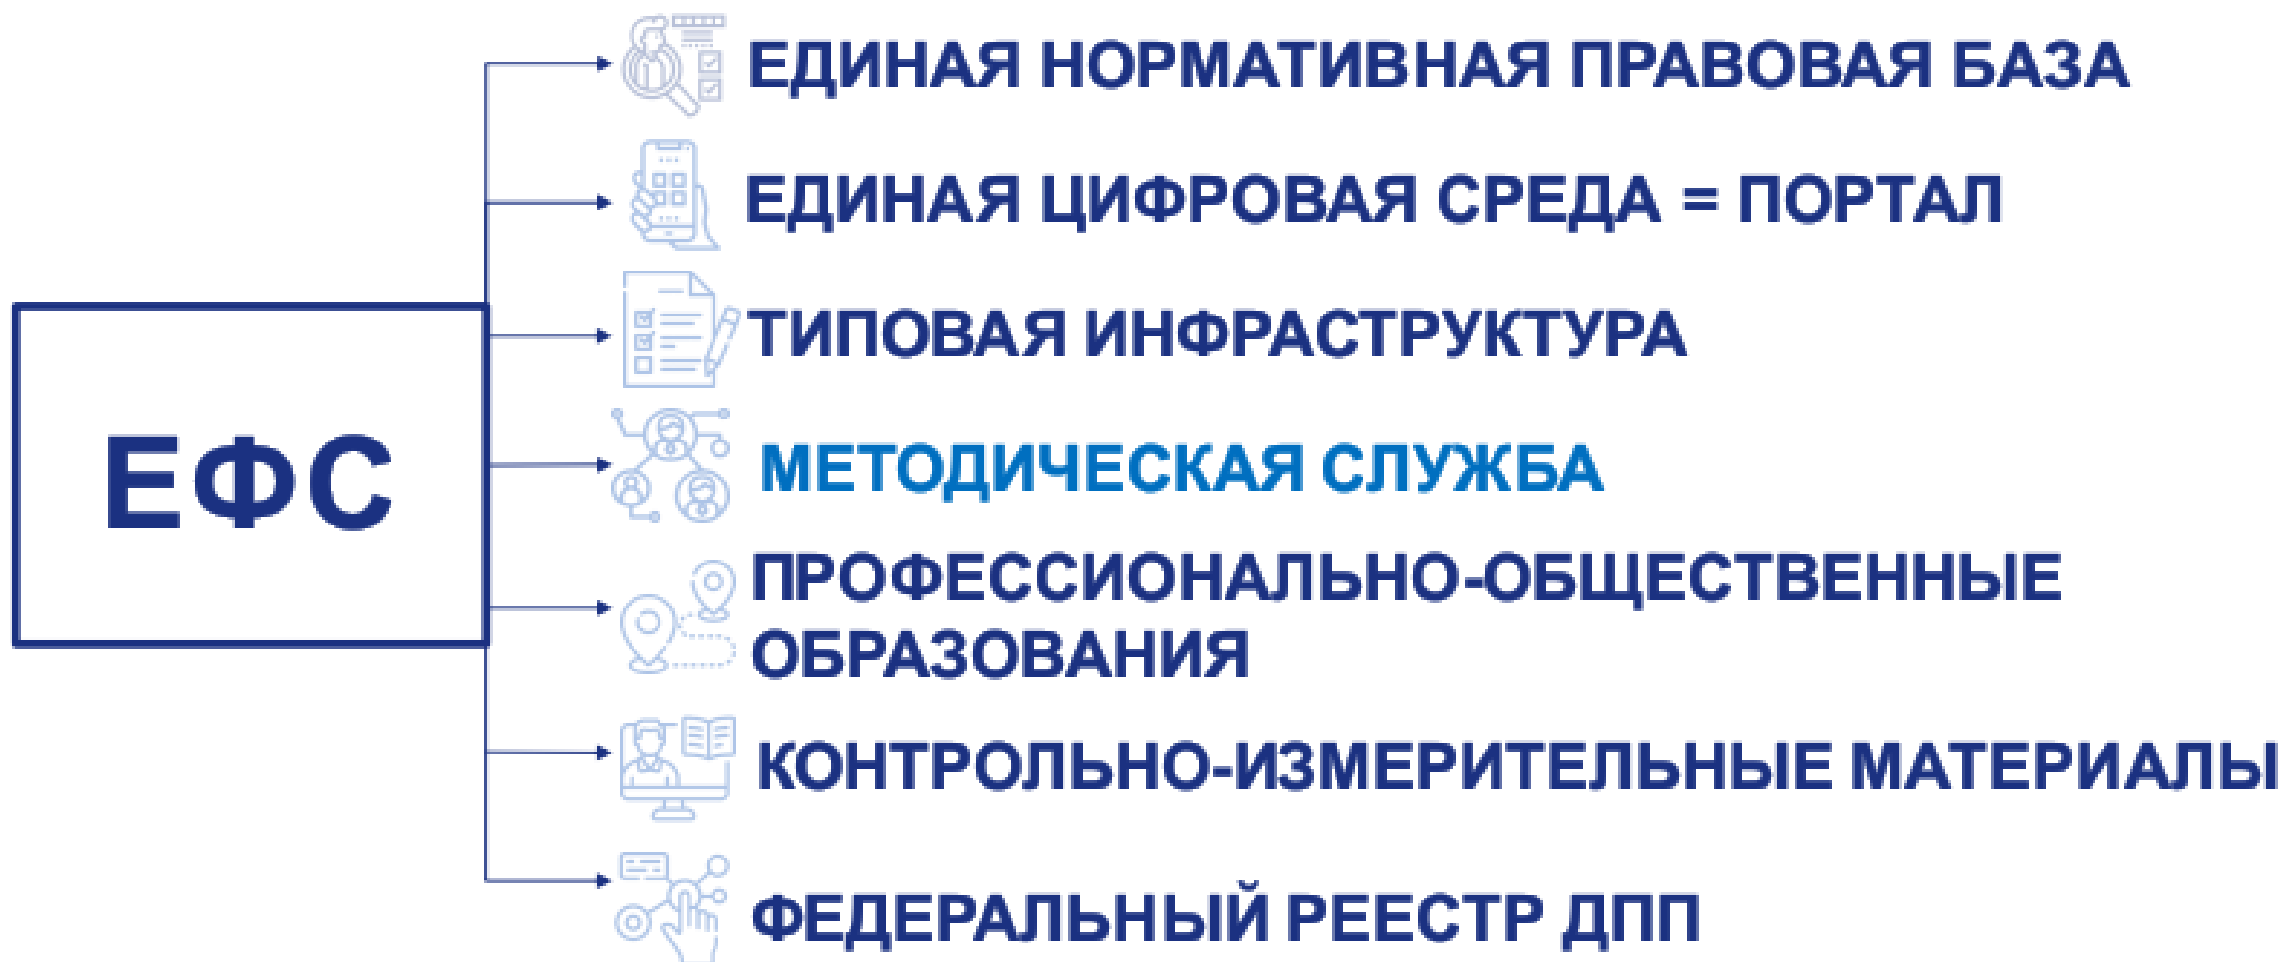 ЕДИНАЯ НОРМАТИВНАЯ ПРАВОВАЯ БАЗА
ЕДИНАЯ ЦИФРОВАЯ СРЕДА = ПОРТАЛ
ТИПОВАЯ ИНФРАСТРУКТУРА
ЕФС
МЕТОДИЧЕСКАЯ СЛУЖБА
ПРОФЕССИОНАЛЬНО-ОБЩЕСТВЕННЫЕ
ОБРАЗОВАНИЯ
КОНТРОЛЬНО-ИЗМЕРИТЕЛЬНЫЕ МАТЕРИАЛЫ
ФЕДЕРАЛЬНЫЙ РЕЕСТР ДПП